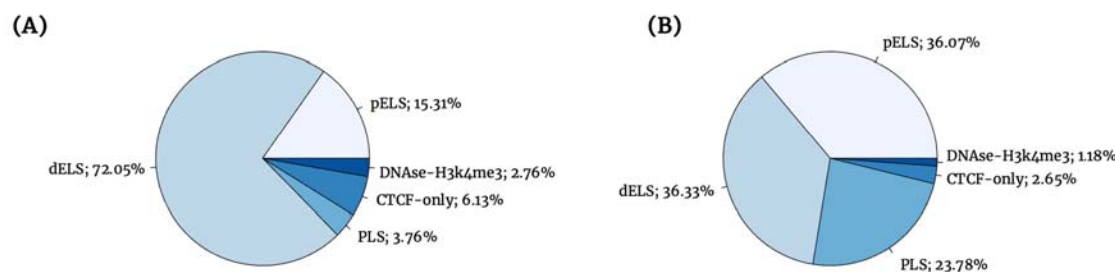 (A)
pELS; 15.31%
dELS; 72.05%
DNAse-H3k4me3; 2.76%
CTCF-only; 6.13%
PLS; 3.76%
(B)
pELS; 36.07%
dELS; 36.33%
DNAse-H3k4me3; 1.18%
CTCF-only; 2.65%
PLS; 23.78%